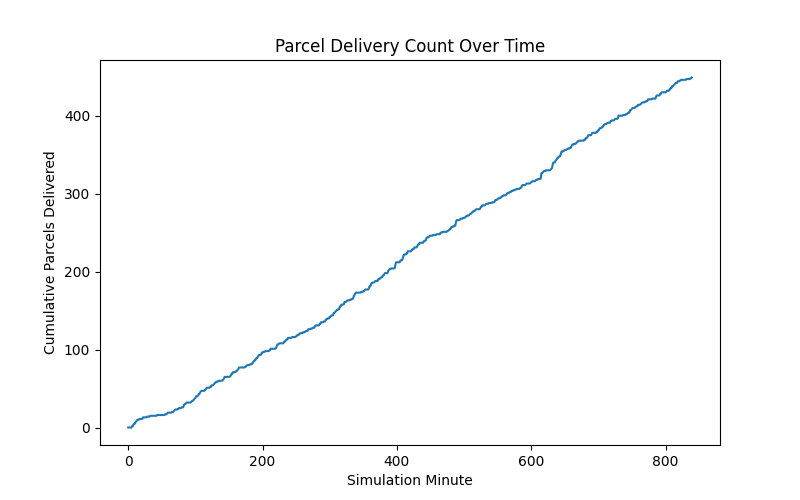 Parcel Delivery Count Over Time
Cumulative Parcels Delivered
400
300
200
100
0
0 200 400 600 800
Simulation Minute